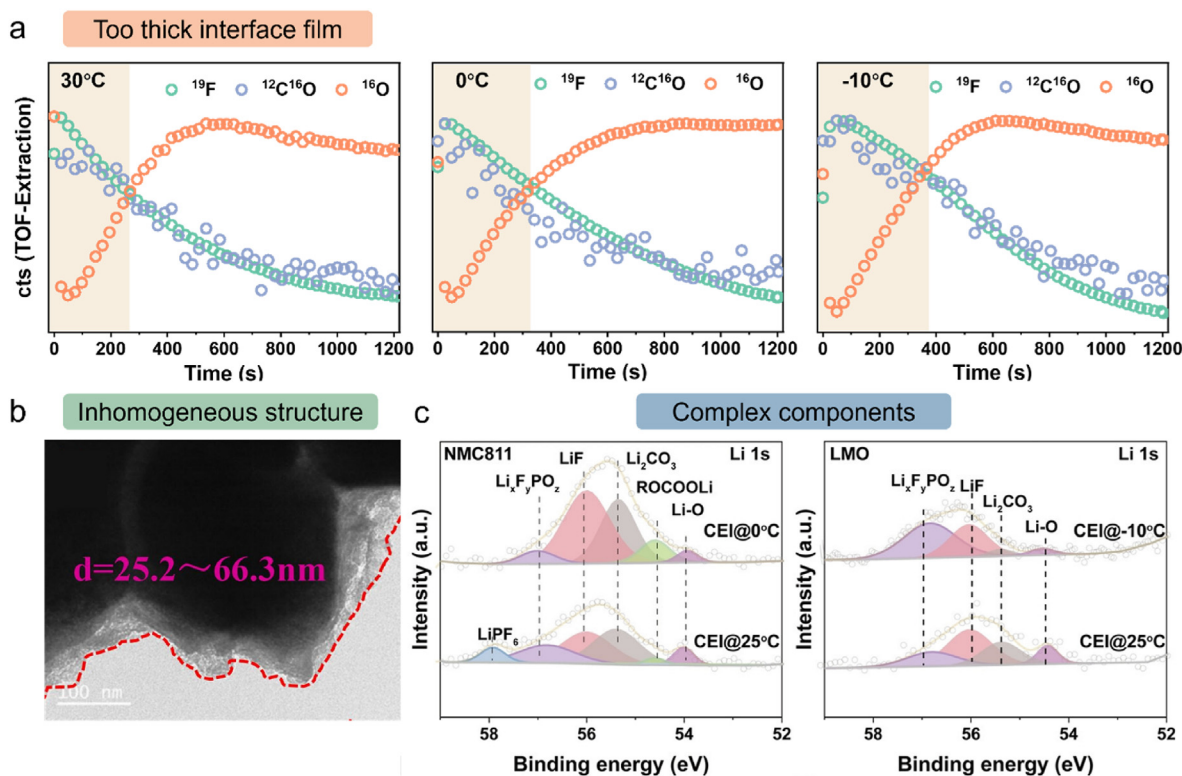 a
Too thick interface film
30°C
¹⁹F
¹²C¹⁶O
¹⁶O
0°C
¹⁹F
¹²C¹⁶O
¹⁶O
-10°C
¹⁹F
¹²C¹⁶O
¹⁶O
cts (TOF-Extraction)
0 200 400 600 800 1000 1200
0 200 400 600 800 1000 1200
0 200 400 600 800 1000 1200
Time (s)
Time (s)
Time (s)
b
Inhomogeneous structure
d=25.2～66.3nm
100 nm
c
Complex components
NMC811
Li 1s
LiF
Li₂CO₃
LiₓFᵧPO_z
ROCOOLi
Li-O
CEI@0°C
LiPF₆
CEI@25°C
Intensity (a.u.)
58 56 54 52
Binding energy (eV)
LMO
Li 1s
LiₓFᵧPO_z
LiF
Li₂CO₃
Li-O
CEI@-10°C
CEI@25°C
Intensity (a.u.)
58 56 54 52
Binding energy (eV)